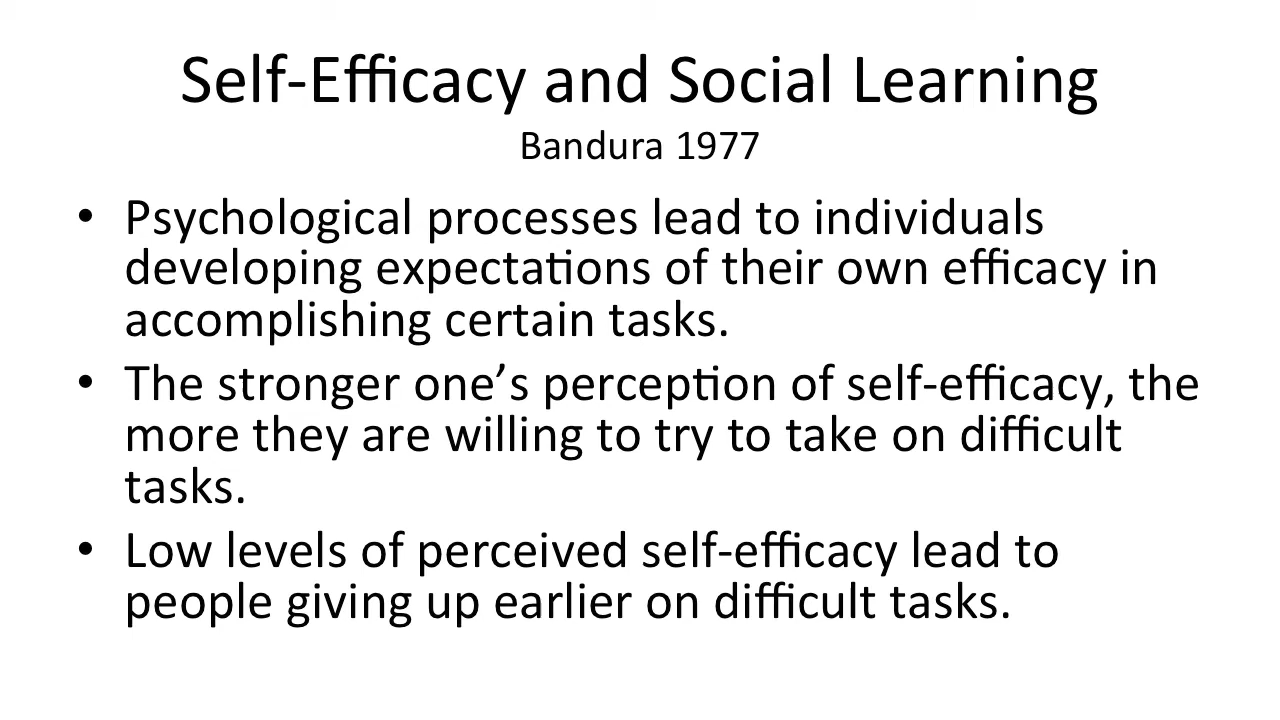 Self-Efficacy and Social Learning
Bandura 1977
• Psychological processes lead to individuals
developing expectations of their own efficacy in
accomplishing certain tasks.
• The stronger one’s perception of self-efficacy, the
more they are willing to try to take on difficult
tasks.
• Low levels of perceived self-efficacy lead to
people giving up earlier on difficult tasks.